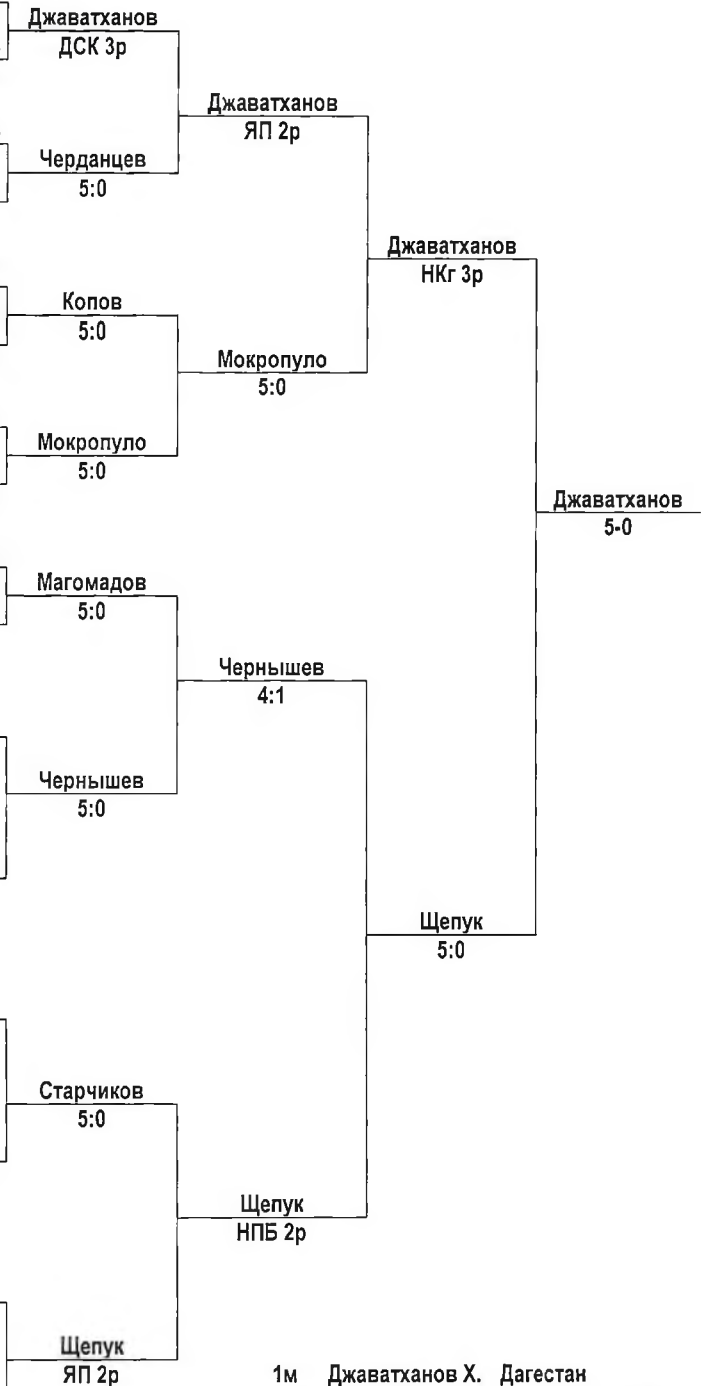 Джаватханов
ДСК 3р
Джаватханов
ЯП 2р
Черданцев
5:0
Джаватханов
НКг 3р
Копов
5:0
Мокропуло
5:0
Мокропуло
5:0
Джаватханов
5-0
Магомадов
5:0
Чернышев
4:1
Чернышев
5:0
Щепук
5:0
Старчиков
5:0
Щепук
НПБ 2р
Щепук
ЯП 2р
1м Джаватханов Х. Дагестан